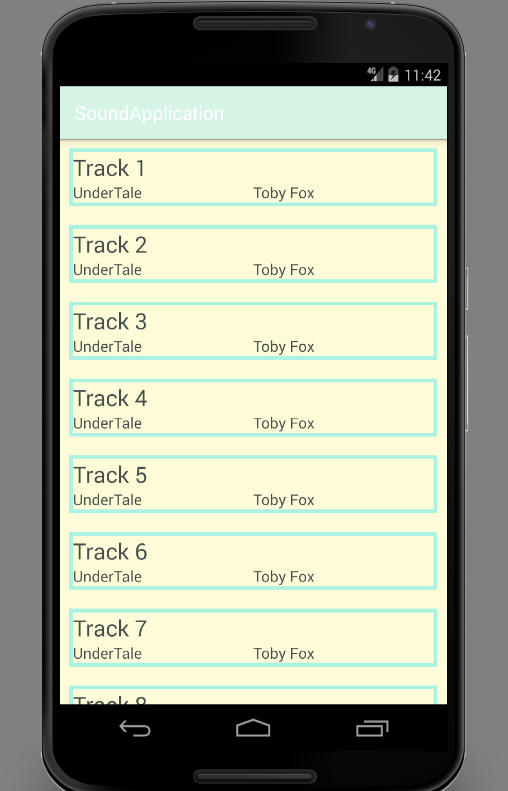 4G 11:42
SoundApplication
Track 1
UnderTale Toby Fox
Track 2
UnderTale Toby Fox
Track 3
UnderTale Toby Fox
Track 4
UnderTale Toby Fox
Track 5
UnderTale Toby Fox
Track 6
UnderTale Toby Fox
Track 7
UnderTale Toby Fox
Track 8